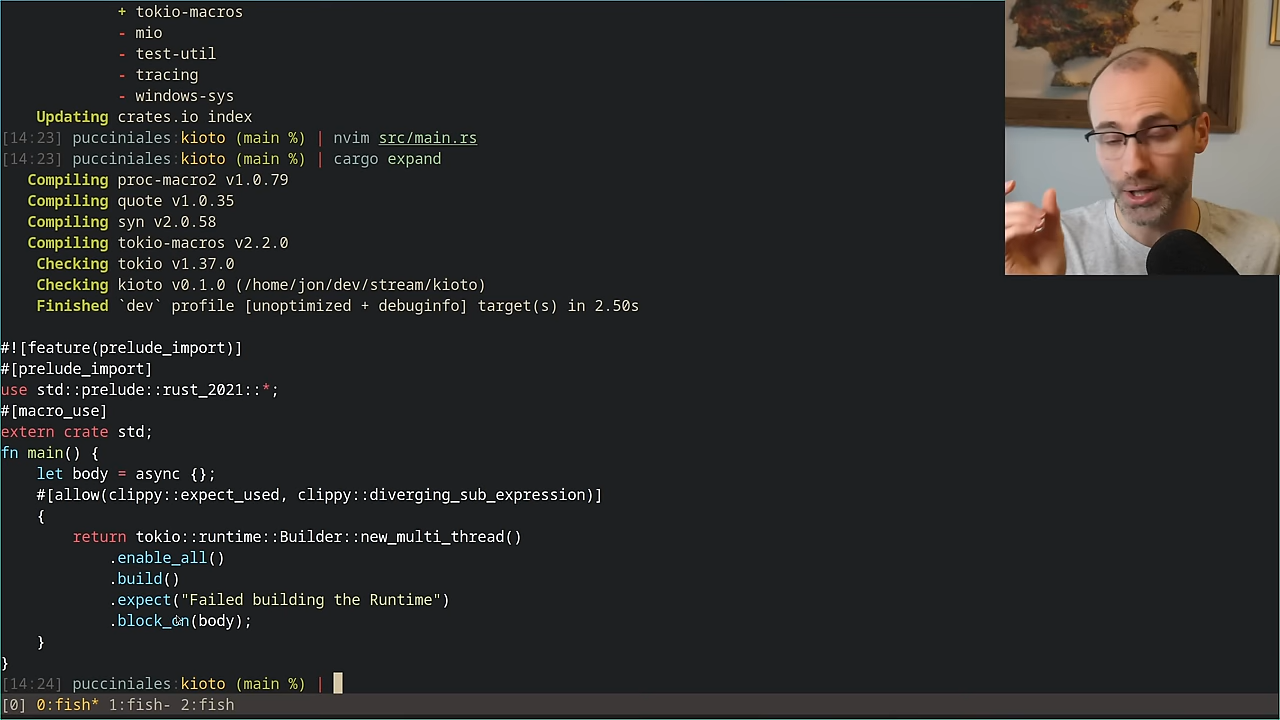 + tokio-macros
- mio
- test-util
- tracing
- windows-sys
Updating crates.io index
[14:23] pucciniales:kioto (main %) | nvim src/main.rs
[14:23] pucciniales:kioto (main %) | cargo expand
Compiling proc-macro2 v1.0.79
Compiling quote v1.0.35
Compiling syn v2.0.58
Compiling tokio-macros v2.2.0
Checking tokio v1.37.0
Checking kioto v0.1.0 (/home/jon/dev/stream/kioto)
Finished `dev` profile [unoptimized + debuginfo] target(s) in 2.50s
#![feature(prelude_import)]
#[prelude_import]
use std::prelude::rust_2021::*;
#[macro_use]
extern crate std;
fn main() {
let body = async {};
#[allow(clippy::expect_used, clippy::diverging_sub_expression)]
{
return tokio::runtime::Builder::new_multi_thread()
.enable_all()
.build()
.expect("Failed building the Runtime")
.block_on(body);
}
}
[14:24] pucciniales:kioto (main %) |
[0] 0:fish* 1:fish- 2:fish